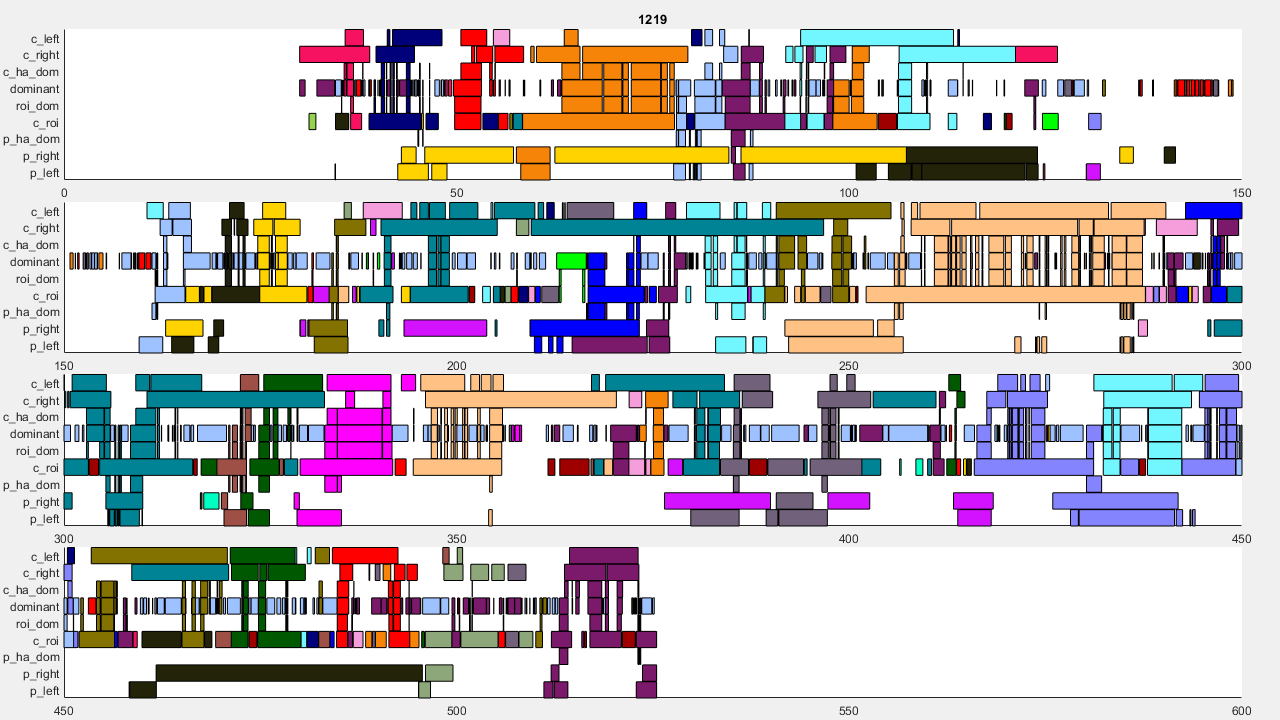 1219
c_left
c_right
c_ha_dom
dominant
roi_dom
c_roi
p_ha_dom
p_right
p_left
0 50 100 150
c_left
c_right
c_ha_dom
dominant
roi_dom
c_roi
p_ha_dom
p_right
p_left
150 200 250 300
c_left
c_right
c_ha_dom
dominant
roi_dom
c_roi
p_ha_dom
p_right
p_left
300 350 400 450
c_left
c_right
c_ha_dom
dominant
roi_dom
c_roi
p_ha_dom
p_right
p_left
450 500 550 600